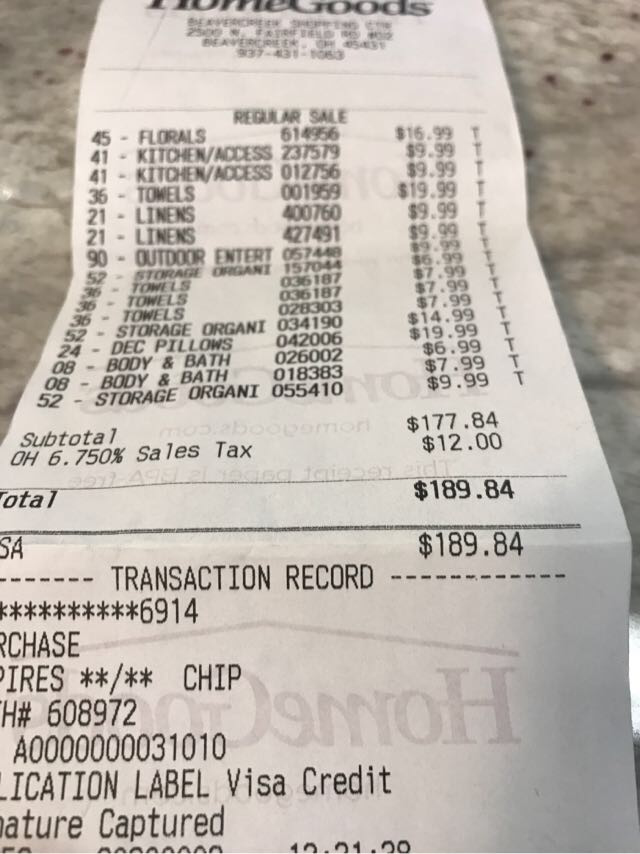 HomeGoods
BEAVERCREEK SHOPPING CTR
2500 N. FAIRFIELD RD
BEAVERCREEK, OH 45431
937-431-1063
REGULAR SALE
45 - FLORALS 614956 $16.99 T
41 - KITCHEN/ACCESS 237579 $9.99 T
41 - KITCHEN/ACCESS 012756 $9.99 T
36 - TOWELS 001959 $19.99 T
21 - LINENS 400760 $9.99 T
21 - LINENS 427491 $9.99 T
90 - OUTDOOR ENTERT 057448 $9.99 T
52 - STORAGE ORGANI 157044 $6.99 T
36 - TOWELS 036187 $7.99 T
36 - TOWELS 036187 $7.99 T
36 - TOWELS 028303 $7.99 T
52 - STORAGE ORGANI 034190 $14.99 T
24 - DEC PILLOWS 042006 $19.99 T
08 - BODY & BATH 026002 $6.99 T
08 - BODY & BATH 018383 $7.99 T
52 - STORAGE ORGANI 055410 $9.99 T
Subtotal $177.84
OH 6.750% Sales Tax $12.00
Total $189.84
SA $189.84
------- TRANSACTION RECORD ------------
**********6914
RCHASE
PIRES **/** CHIP
TH# 608972
A0000000031010
LICATION LABEL Visa Credit
nature Captured